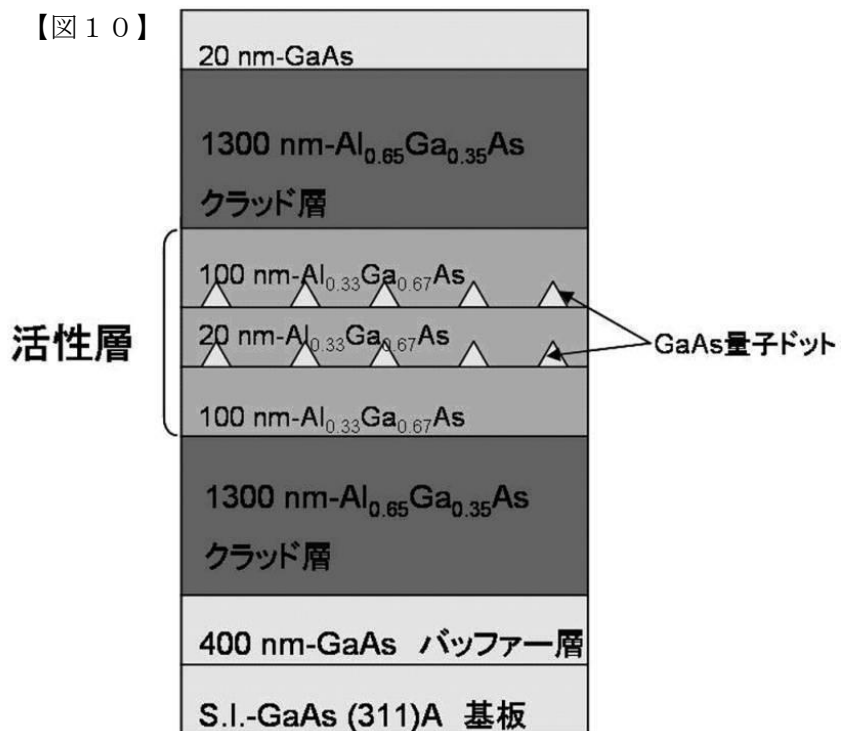 【図１０】
20 nm-GaAs
1300 nm-Al0.65Ga0.35As
クラッド層
100 nm-Al0.33Ga0.67As
活性層
20 nm-Al0.33Ga0.67As
GaAs量子ドット
100 nm-Al0.33Ga0.67As
1300 nm-Al0.65Ga0.35As
クラッド層
400 nm-GaAs バッファー層
S.I.-GaAs (311)A 基板